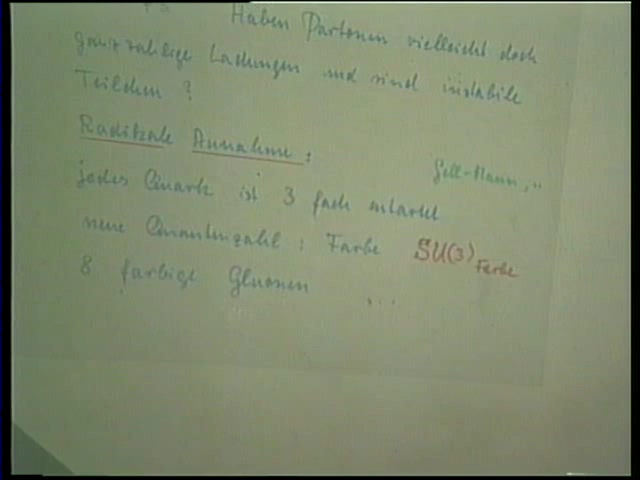 Haben Partonen vielleicht doch
ganzzahlige Ladungen und sind instabile
Teilchen ?
Radikale Annahme :
Gell-Mann, "
jedes Quark ist 3 fach entartet
neue Quantenzahl : Farbe SU(3) Farbe
8 farbige Gluonen ...